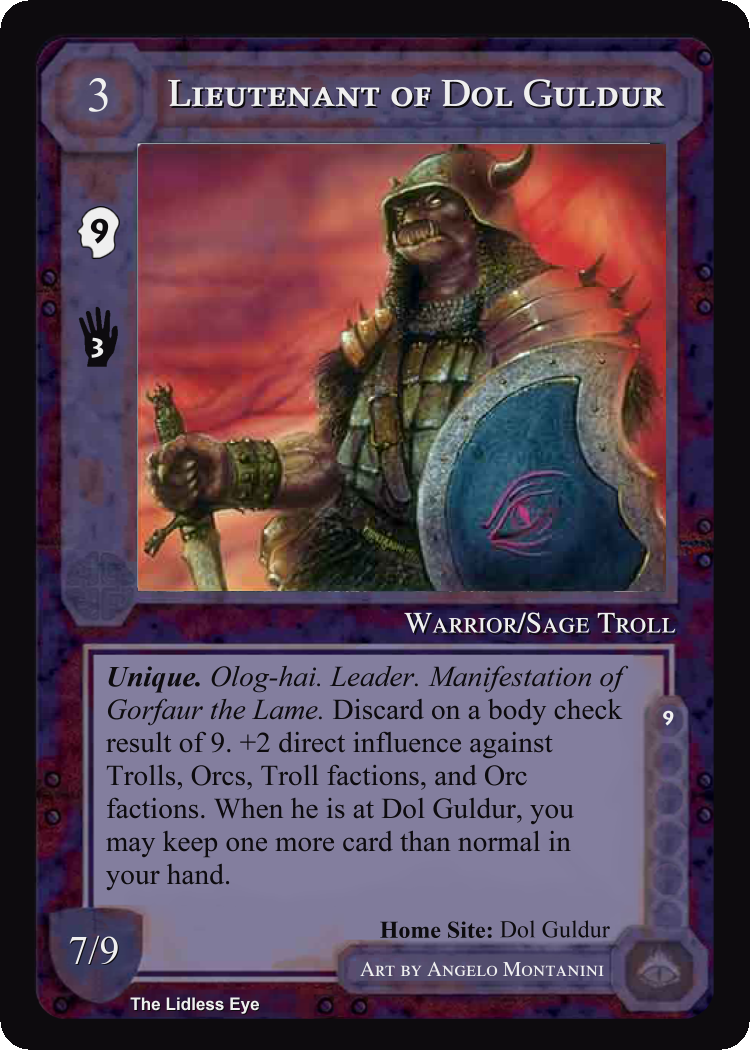 3
Lieutenant of Dol Guldur
9
3
Warrior/Sage Troll
Unique. Olog-hai. Leader. Manifestation of
Gorfaur the Lame. Discard on a body check
result of 9. +2 direct influence against
Trolls, Orcs, Troll factions, and Orc
factions. When he is at Dol Guldur, you
may keep one more card than normal in
your hand.
9
Home Site: Dol Guldur
7/9
Art by Angelo Montanini
The Lidless Eye